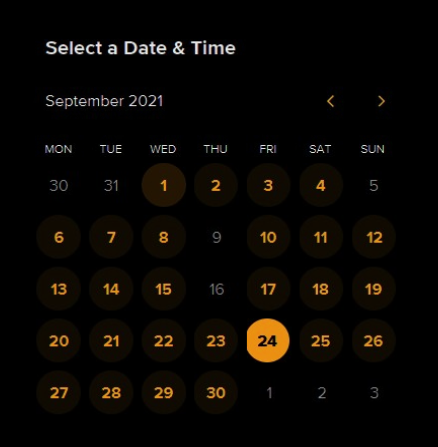 Select a Date & Time
September 2021
MON TUE WED THU FRI SAT SUN
30 31 1 2 3 4 5
6 7 8 9 10 11 12
13 14 15 16 17 18 19
20 21 22 23 24 25 26
27 28 29 30 1 2 3